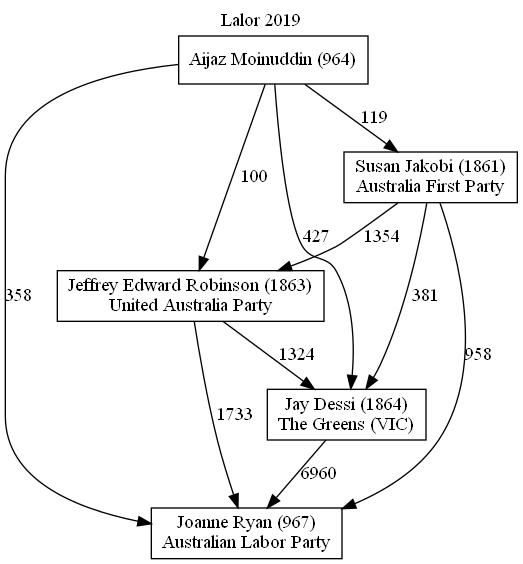 Lalor 2019
Aijaz Moinuddin (964)
119
Susan Jakobi (1861)
Australia First Party
100
427
1354
Jeffrey Edward Robinson (1863)
United Australia Party
358
381
1324
958
Jay Dessi (1864)
The Greens (VIC)
1733
6960
Joanne Ryan (967)
Australian Labor Party